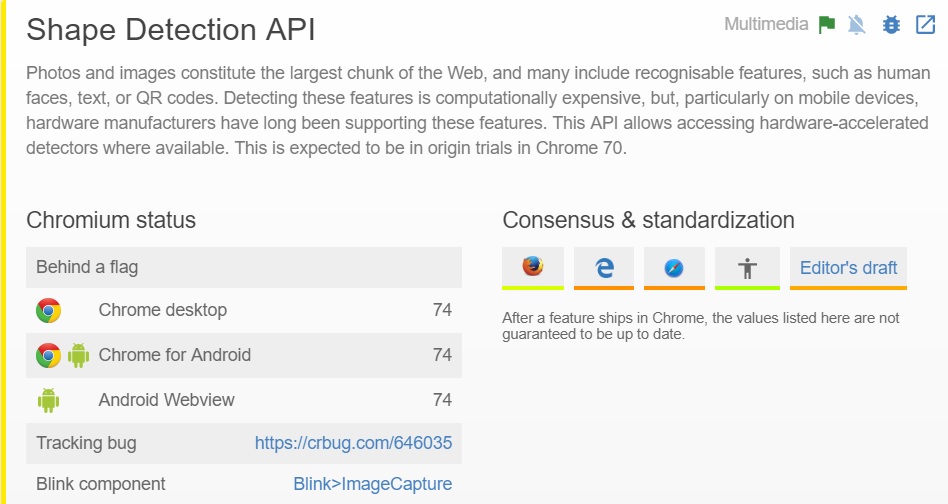 Shape Detection API
Multimedia
Photos and images constitute the largest chunk of the Web, and many include recognisable features, such as human
faces, text, or QR codes. Detecting these features is computationally expensive, but, particularly on mobile devices,
hardware manufacturers have long been supporting these features. This API allows accessing hardware-accelerated
detectors where available. This is expected to be in origin trials in Chrome 70.
Chromium status
Behind a flag
Chrome desktop 74
Chrome for Android 74
Android Webview 74
Tracking bug https://crbug.com/646035
Blink component Blink>ImageCapture
Consensus & standardization
Editor's draft
After a feature ships in Chrome, the values listed here are not
guaranteed to be up to date.